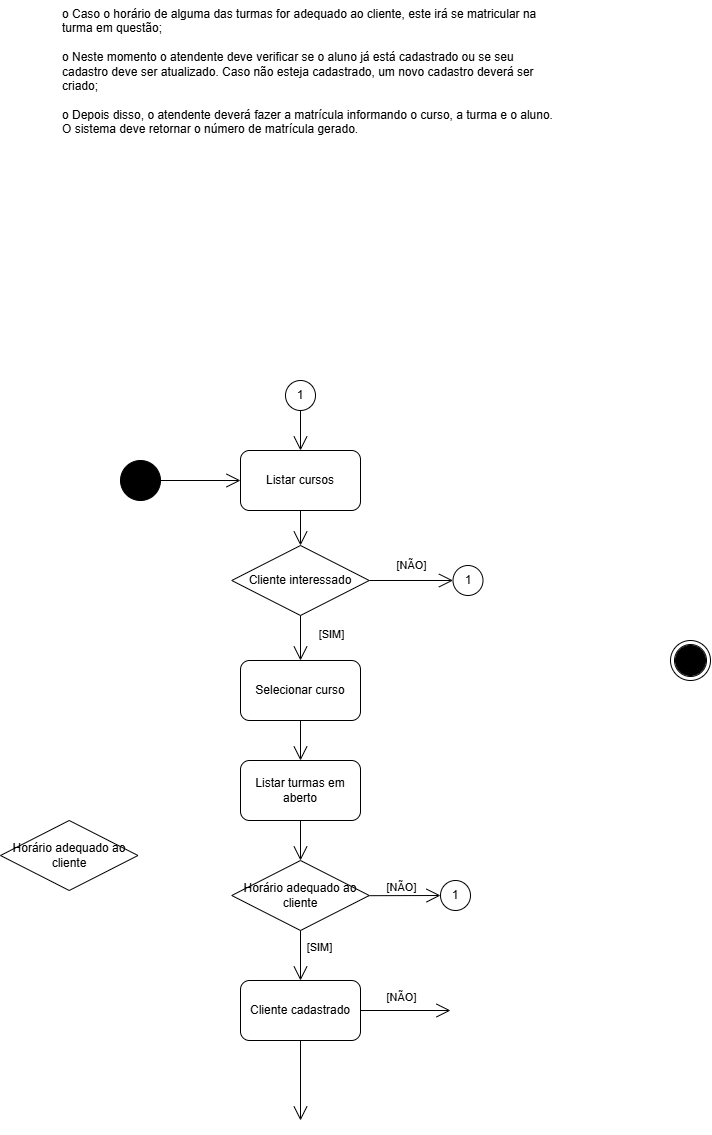 o Caso o horário de alguma das turmas for adequado ao cliente, este irá se matricular na
turma em questão;
o Neste momento o atendente deve verificar se o aluno já está cadastrado ou se seu
cadastro deve ser atualizado. Caso não esteja cadastrado, um novo cadastro deverá ser
criado;
o Depois disso, o atendente deverá fazer a matrícula informando o curso, a turma e o aluno.
O sistema deve retornar o número de matrícula gerado.
1
Listar cursos
Cliente interessado
[NÃO]
1
[SIM]
Selecionar curso
Listar turmas em
aberto
Horário adequado ao
cliente
Horário adequado ao
cliente
[NÃO]
1
[SIM]
Cliente cadastrado
[NÃO]